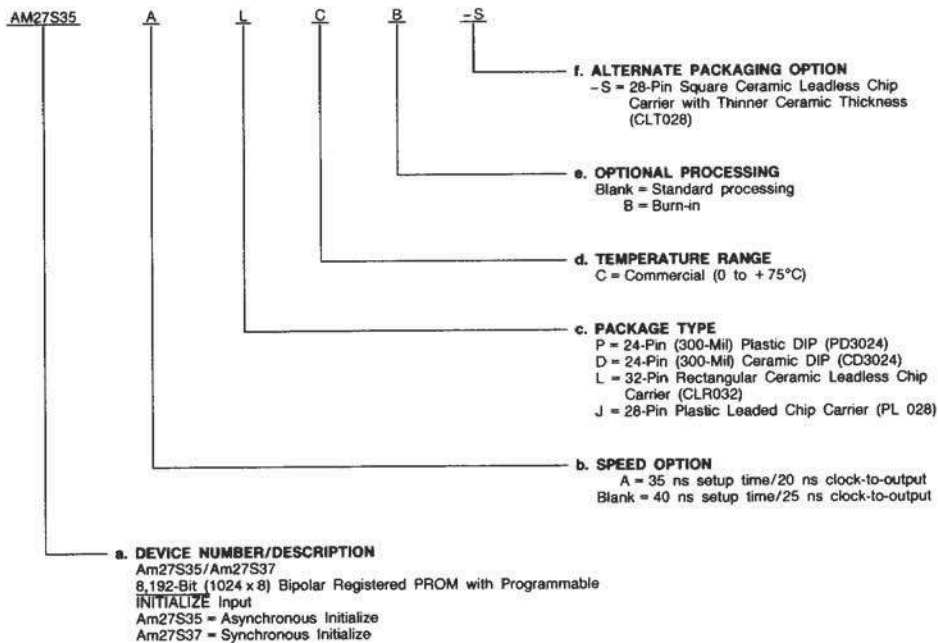 AM27S35 A L C B -S
f. ALTERNATE PACKAGING OPTION
-S = 28-Pin Square Ceramic Leadless Chip
Carrier with Thinner Ceramic Thickness
(CLT028)
e. OPTIONAL PROCESSING
Blank = Standard processing
B = Burn-in
d. TEMPERATURE RANGE
C = Commercial (0 to +75°C)
c. PACKAGE TYPE
P = 24-Pin (300-Mil) Plastic DIP (PD3024)
D = 24-Pin (300-Mil) Ceramic DIP (CD3024)
L = 32-Pin Rectangular Ceramic Leadless Chip
Carrier (CLR032)
J = 28-Pin Plastic Leaded Chip Carrier (PL 028)
b. SPEED OPTION
A = 35 ns setup time/20 ns clock-to-output
Blank = 40 ns setup time/25 ns clock-to-output
a. DEVICE NUMBER/DESCRIPTION
Am27S35/Am27S37
8,192-Bit (1024 x 8) Bipolar Registered PROM with Programmable
INITIALIZE Input
Am27S35 = Asynchronous Initialize
Am27S37 = Synchronous Initialize